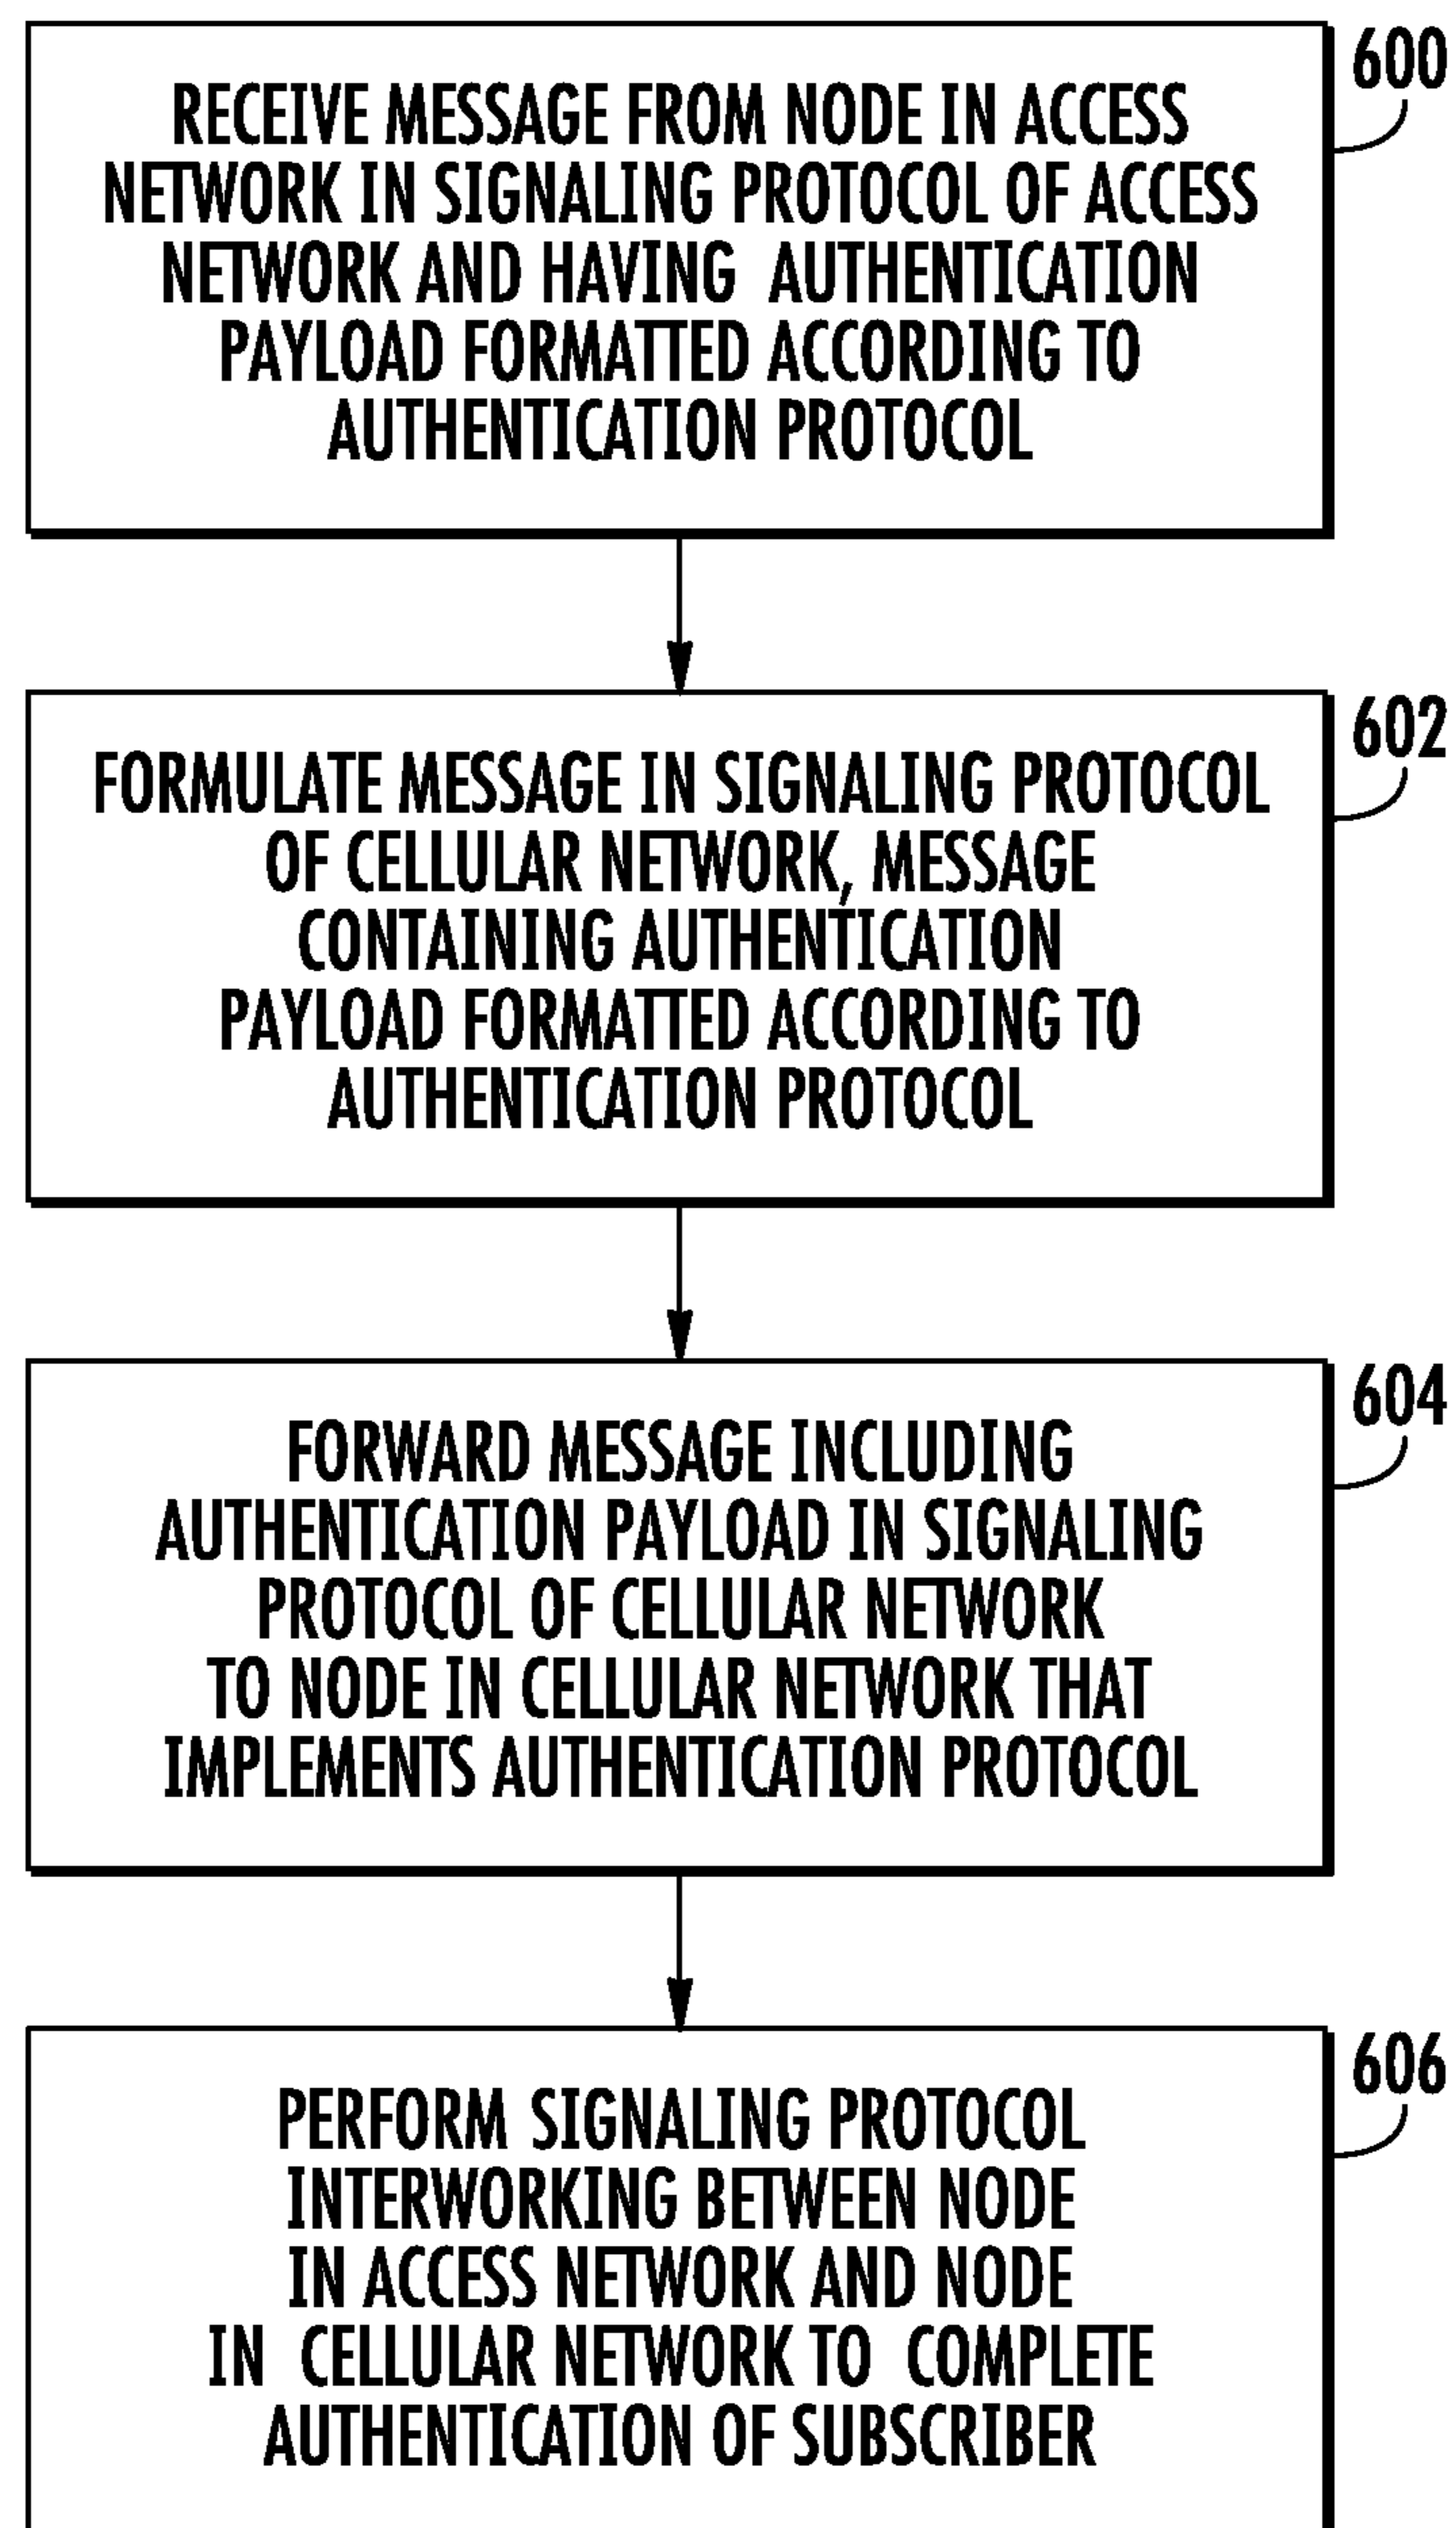 600
RECEIVE MESSAGE FROM NODE IN ACCESS
NETWORK IN SIGNALING PROTOCOL OF ACCESS
NETWORK AND HAVING AUTHENTICATION
PAYLOAD FORMATTED ACCORDING TO
AUTHENTICATION PROTOCOL
602
FORMULATE MESSAGE IN SIGNALING PROTOCOL
OF CELLULAR NETWORK, MESSAGE
CONTAINING AUTHENTICATION
PAYLOAD FORMATTED ACCORDING TO
AUTHENTICATION PROTOCOL
604
FORWARD MESSAGE INCLUDING
AUTHENTICATION PAYLOAD IN SIGNALING
PROTOCOL OF CELLULAR NETWORK
TO NODE IN CELLULAR NETWORK THAT
IMPLEMENTS AUTHENTICATION PROTOCOL
606
PERFORM SIGNALING PROTOCOL
INTERWORKING BETWEEN NODE
IN ACCESS NETWORK AND NODE
IN CELLULAR NETWORK TO COMPLETE
AUTHENTICATION OF SUBSCRIBER